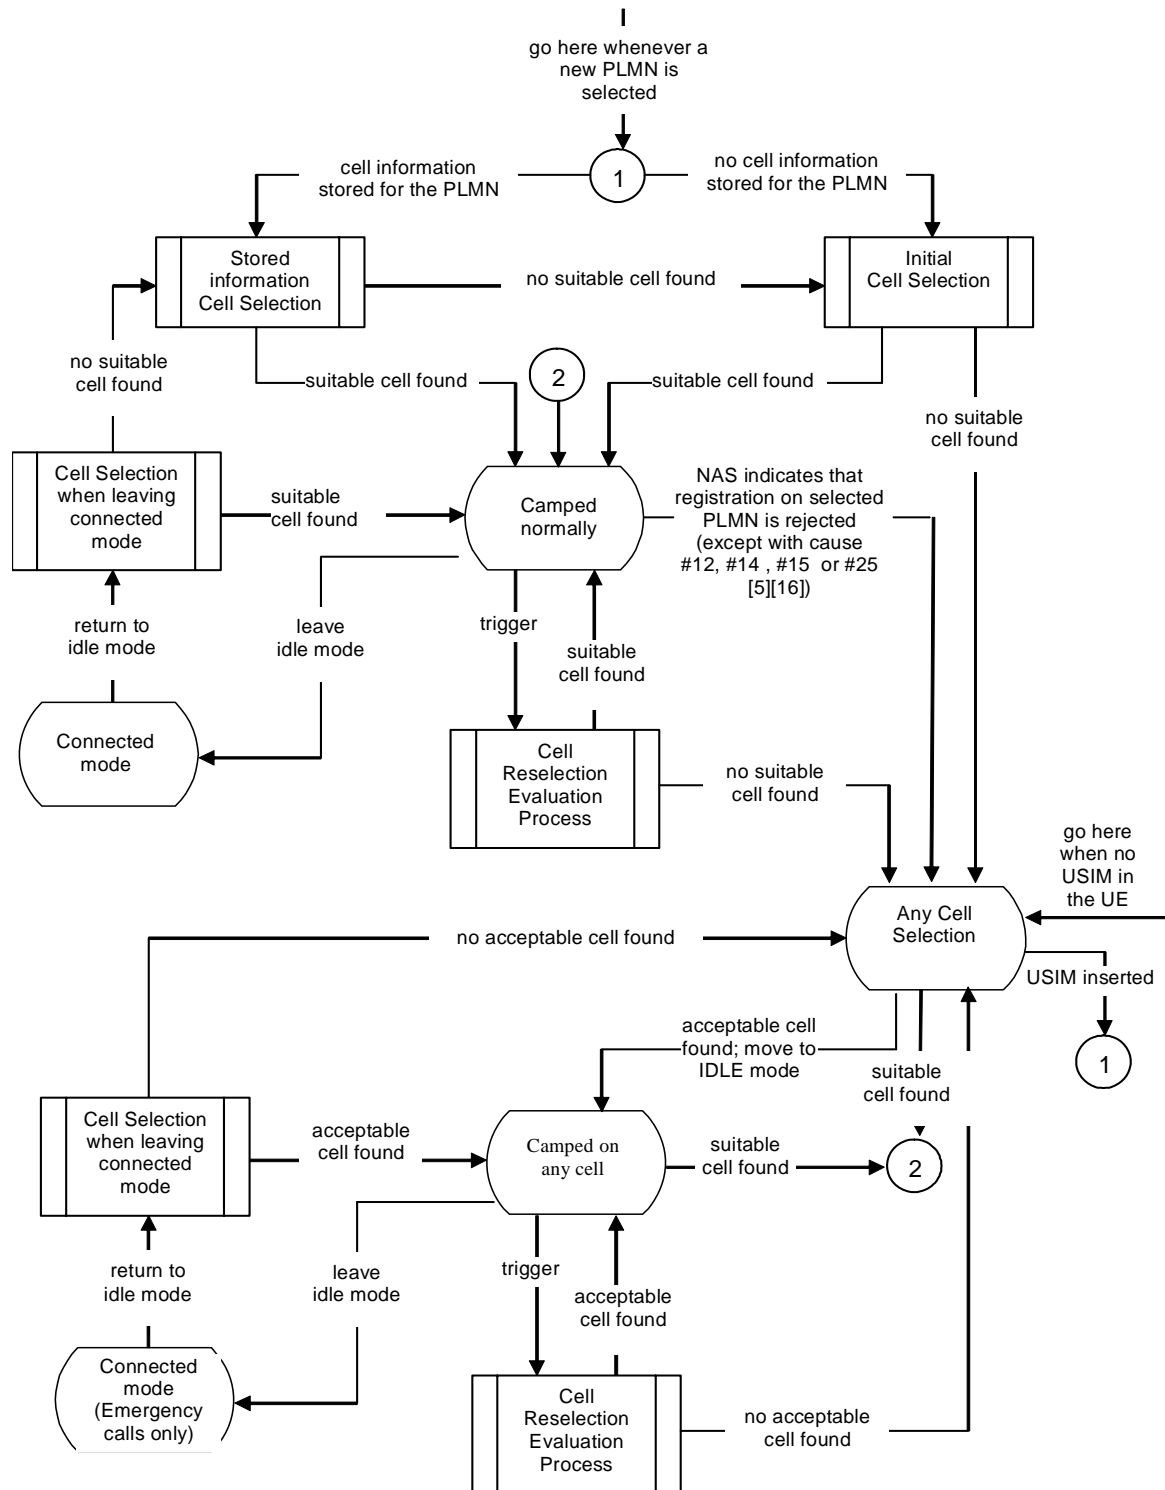 go here whenever a
new PLMN is
selected
cell information
stored for the PLMN
1
no cell information
stored for the PLMN
Stored
information
Cell Selection
no suitable cell found
Initial
Cell Selection
no suitable
cell found
suitable cell found
2
suitable cell found
no suitable
cell found
Cell Selection
when leaving
connected
mode
suitable
cell found
Camped
normally
NAS indicates that
registration on selected
PLMN is rejected
(except with cause
#12, #14 , #15 or #25
[5][16])
return to
idle mode
leave
idle mode
trigger
suitable
cell found
Connected
mode
Cell
Reselection
Evaluation
Process
no suitable
cell found
go here
when no
USIM in
the UE
Any Cell
Selection
no acceptable cell found
USIM inserted
acceptable cell
found; move to
IDLE mode
suitable
cell found
1
Cell Selection
when leaving
connected
mode
acceptable
cell found
Camped on
any cell
suitable
cell found
2
return to
idle mode
leave
idle mode
trigger
acceptable
cell found
Connected
mode
(Emergency
calls only)
Cell
Reselection
Evaluation
Process
no acceptable
cell found